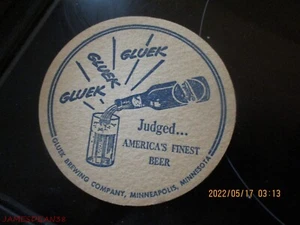 GLUEK
GLUEK
GLUEK
Judged...
AMERICA'S FINEST
BEER
GLUEK BREWING COMPANY, MINNEAPOLIS, MINNESOTA
2022/05/17 03:13